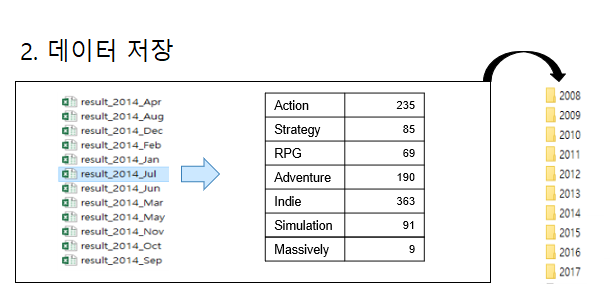 2. 데이터 저장
result_2014_Apr
result_2014_Aug
result_2014_Dec
result_2014_Feb
result_2014_Jan
result_2014_Jul
result_2014_Jun
result_2014_Mar
result_2014_May
result_2014_Nov
result_2014_Oct
result_2014_Sep
Action 235
Strategy 85
RPG 69
Adventure 190
Indie 363
Simulation 91
Massively 9
2008
2009
2010
2011
2012
2013
2014
2015
2016
2017